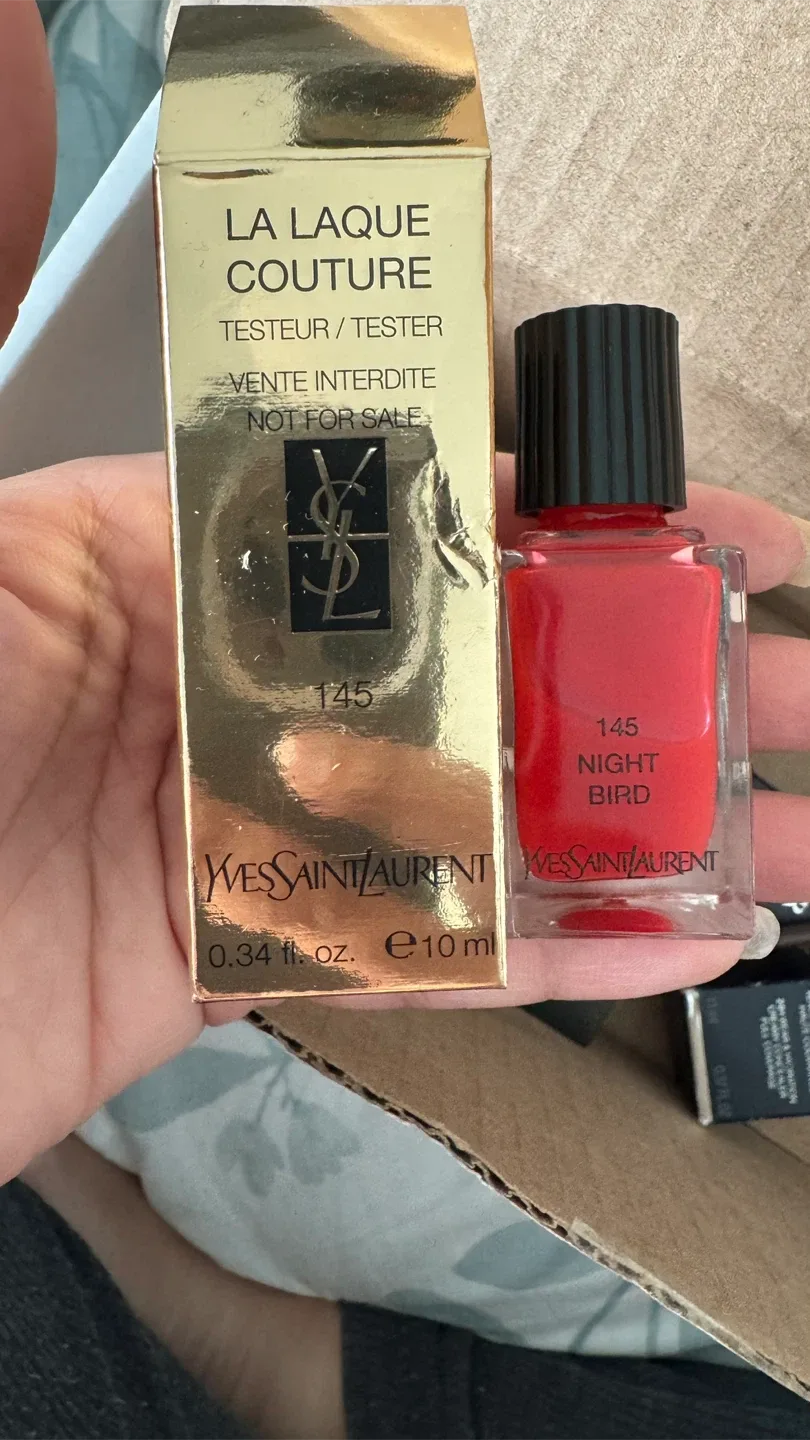 LA LAQUE
COUTURE
TESTEUR / TESTER
VENTE INTERDITE
NOT FOR SALE
YSL
145
YVESSAINTLAURENT
0.34 fl. oz. ℮10 ml
145
NIGHT
BIRD
YVESSAINTLAURENT